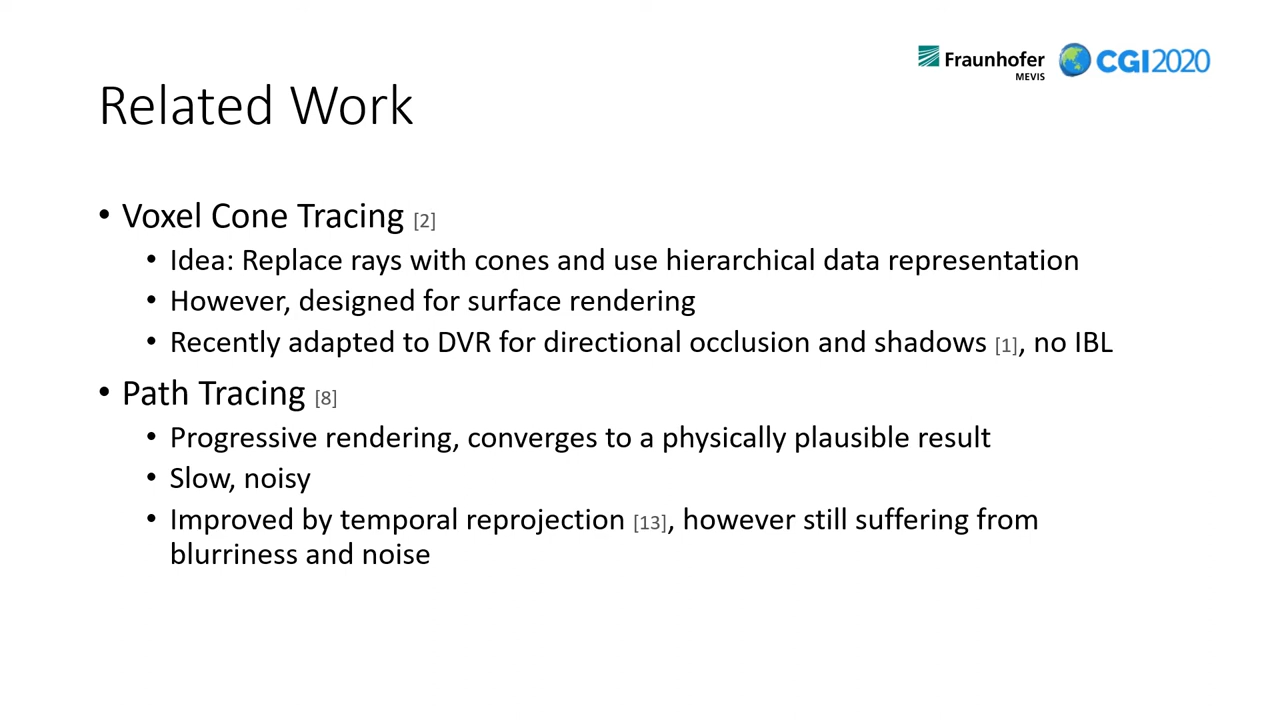 Fraunhofer
MEVIS
CGI2020
Related Work
• Voxel Cone Tracing [2]
• Idea: Replace rays with cones and use hierarchical data representation
• However, designed for surface rendering
• Recently adapted to DVR for directional occlusion and shadows [1], no IBL
• Path Tracing [8]
• Progressive rendering, converges to a physically plausible result
• Slow, noisy
• Improved by temporal reprojection [13], however still suffering from
blurriness and noise